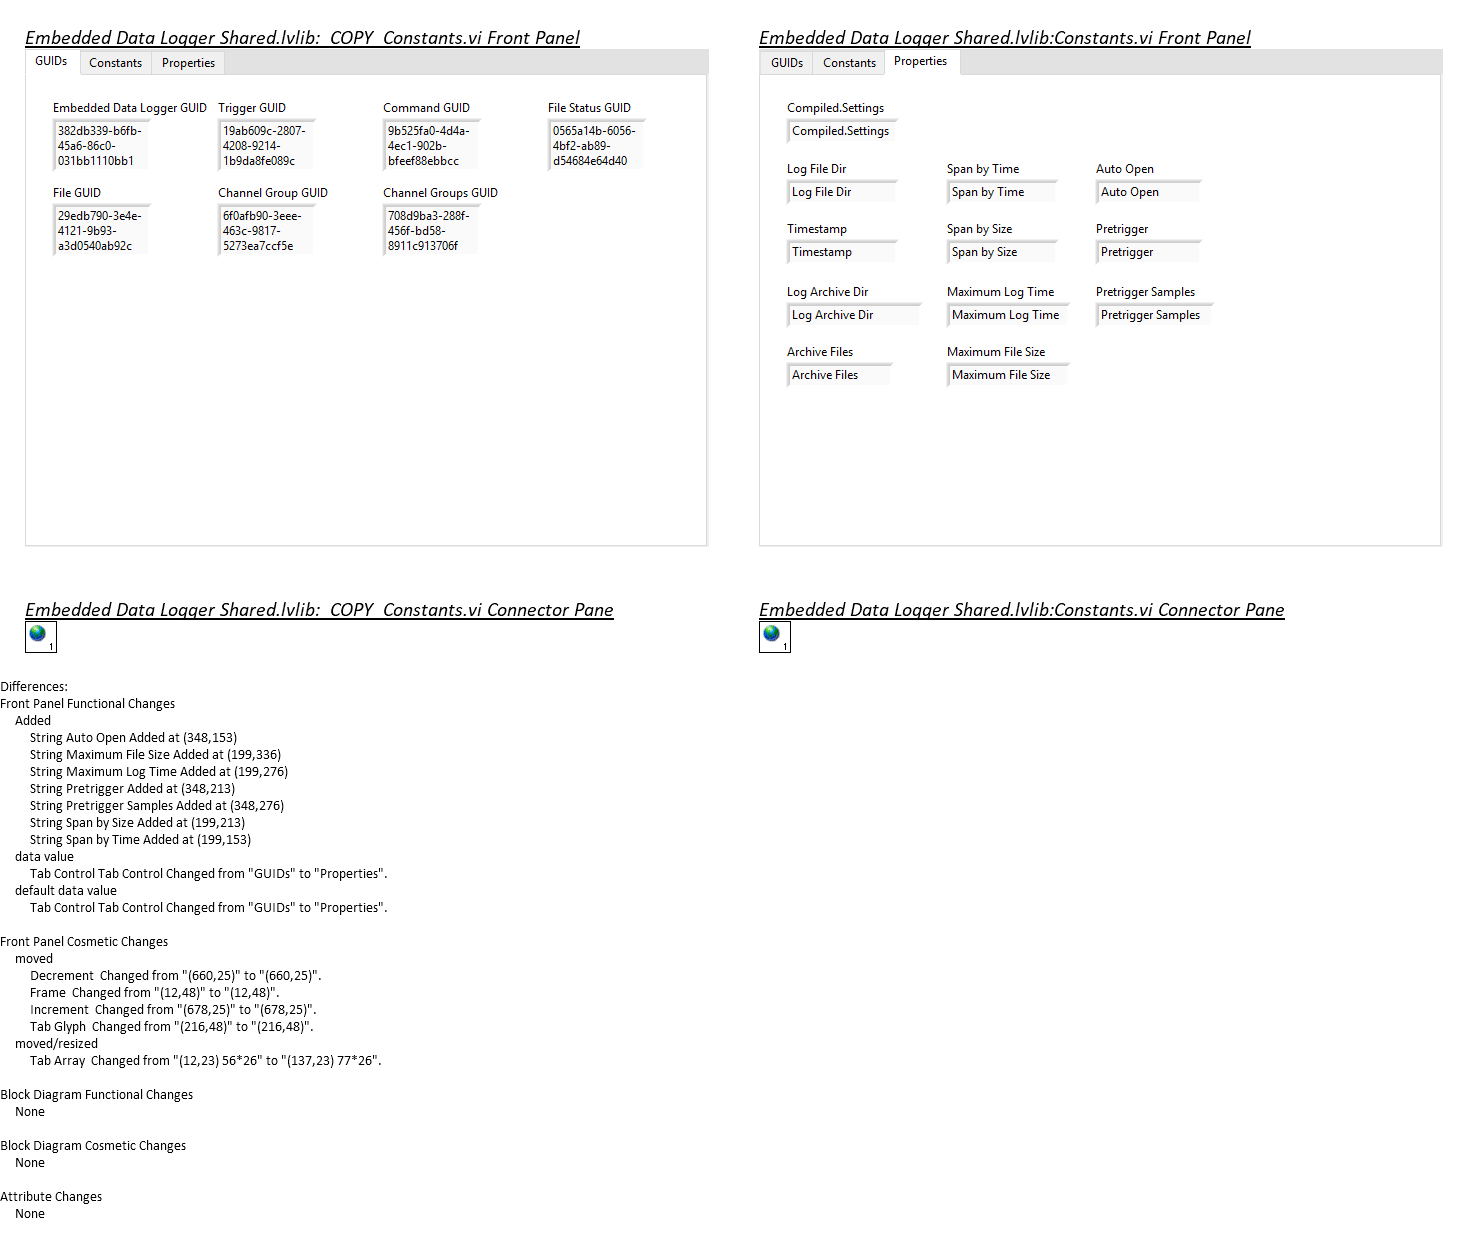 Embedded Data Logger Shared.lvlib:_COPY_Constants.vi Front Panel
GUIDs Constants Properties
Embedded Data Logger GUID Trigger GUID Command GUID File Status GUID
382db339-b6fb- 19ab609c-2807- 9b525fa0-4d4a- 0565a14b-6056-
45a6-86c0- 4208-9214- 4ec1-902b- 4bf2-ab89-
031bb1110bb1 1b9da8fe089c bfeef88ebbcc d54684e64d40
File GUID Channel Group GUID Channel Groups GUID
29edb790-3e4e- 6f0afb90-3eee- 708d9ba3-288f-
4121-9b93- 463c-9817- 456f-bd58-
a3d0540ab92c 5273ea7ccf5e 8911c913706f
Embedded Data Logger Shared.lvlib:Constants.vi Front Panel
GUIDs Constants Properties
Compiled.Settings
Compiled.Settings
Log File Dir Span by Time Auto Open
Log File Dir Span by Time Auto Open
Timestamp Span by Size Pretrigger
Timestamp Span by Size Pretrigger
Log Archive Dir Maximum Log Time Pretrigger Samples
Log Archive Dir Maximum Log Time Pretrigger Samples
Archive Files Maximum File Size
Archive Files Maximum File Size
Embedded Data Logger Shared.lvlib:_COPY_Constants.vi Connector Pane
1
Embedded Data Logger Shared.lvlib:Constants.vi Connector Pane
1
Differences:
Front Panel Functional Changes
Added
String Auto Open Added at (348,153)
String Maximum File Size Added at (199,336)
String Maximum Log Time Added at (199,276)
String Pretrigger Added at (348,213)
String Pretrigger Samples Added at (348,276)
String Span by Size Added at (199,213)
String Span by Time Added at (199,153)
data value
Tab Control Tab Control Changed from "GUIDs" to "Properties".
default data value
Tab Control Tab Control Changed from "GUIDs" to "Properties".
Front Panel Cosmetic Changes
moved
Decrement  Changed from "(660,25)" to "(660,25)".
Frame  Changed from "(12,48)" to "(12,48)".
Increment  Changed from "(678,25)" to "(678,25)".
Tab Glyph  Changed from "(216,48)" to "(216,48)".
moved/resized
Tab Array  Changed from "(12,23) 56*26" to "(137,23) 77*26".
Block Diagram Functional Changes
None
Block Diagram Cosmetic Changes
None
Attribute Changes
None